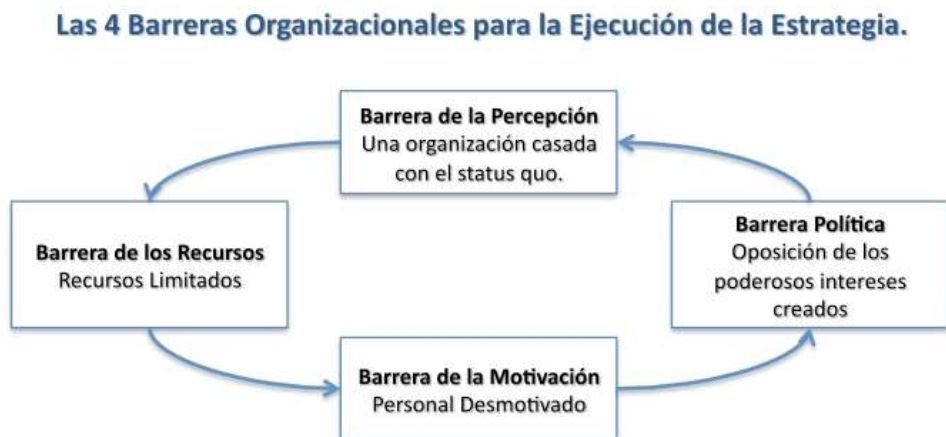 Las 4 Barreras Organizacionales para la Ejecución de la Estrategia.
Barrera de la Percepción
Una organización casada
con el status quo.
Barrera de los Recursos
Recursos Limitados
Barrera Política
Oposición de los
poderosos intereses
creados
Barrera de la Motivación
Personal Desmotivado